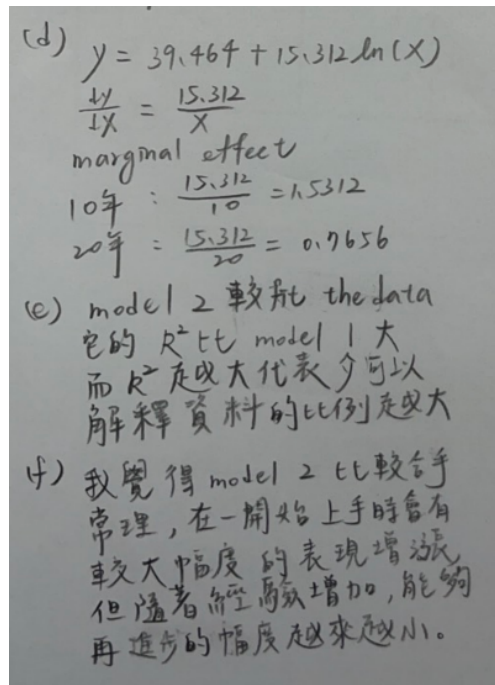 (d) y = 39.464 + 15.312 ln(X)
dy/dX = 15.312/X
marginal effect
10年 : 15.312/10 = 1.5312
20年 : 15.312/20 = 0.7656
(e) model 2 較fit the data
它的 R² 比 model 1 大
而 R² 越大代表 可以
解釋資料的比例越大
(f) 我覺得 model 2 比較合乎
常理, 在一開始上手時會有
較大幅度的表現增漲
但隨著經驗增加, 能夠
再進步的幅度越來越小。